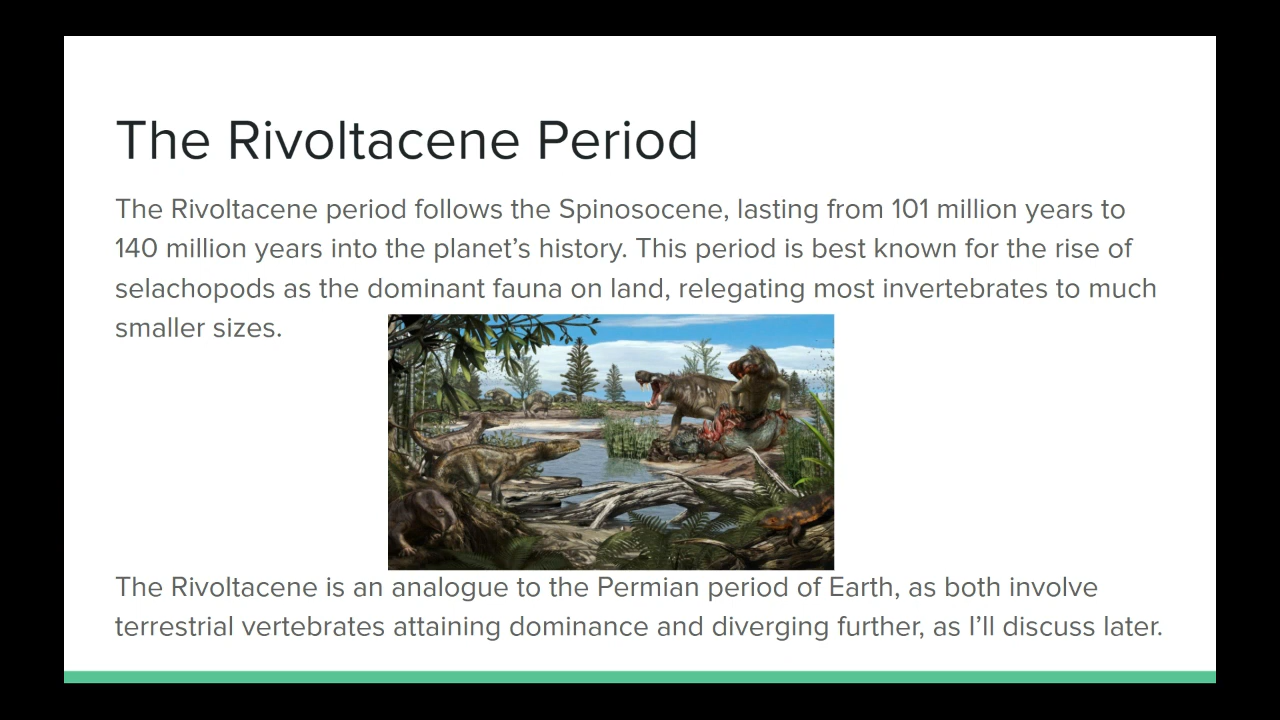 The Rivoltacene Period
The Rivoltacene period follows the Spinosocene, lasting from 101 million years to
140 million years into the planet’s history. This period is best known for the rise of
selachopods as the dominant fauna on land, relegating most invertebrates to much
smaller sizes.
The Rivoltacene is an analogue to the Permian period of Earth, as both involve
terrestrial vertebrates attaining dominance and diverging further, as I’ll discuss later.